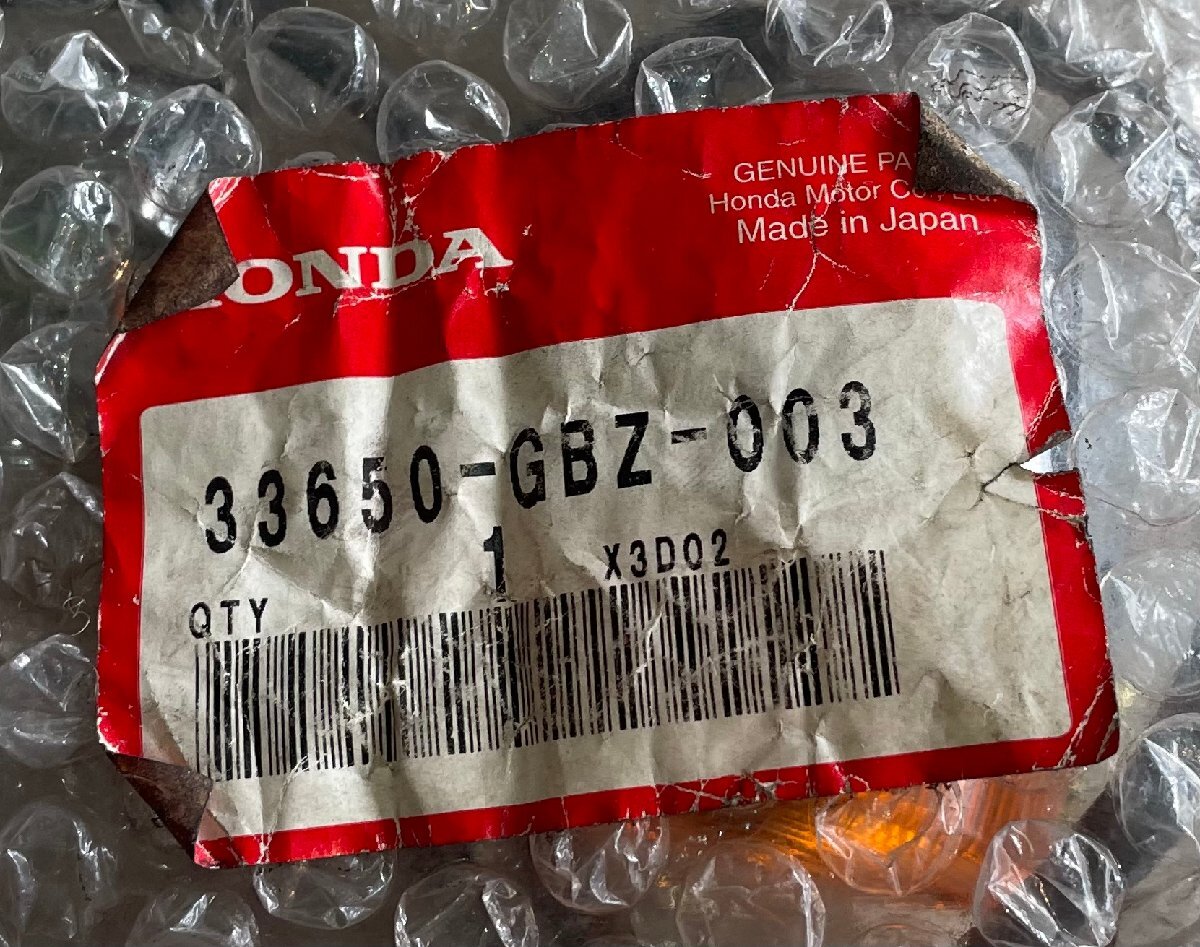 HONDA
GENUINE PA
Honda Motor Co., Ltd.
Made in Japan
33650-GBZ-003
1 X3D02
QTY